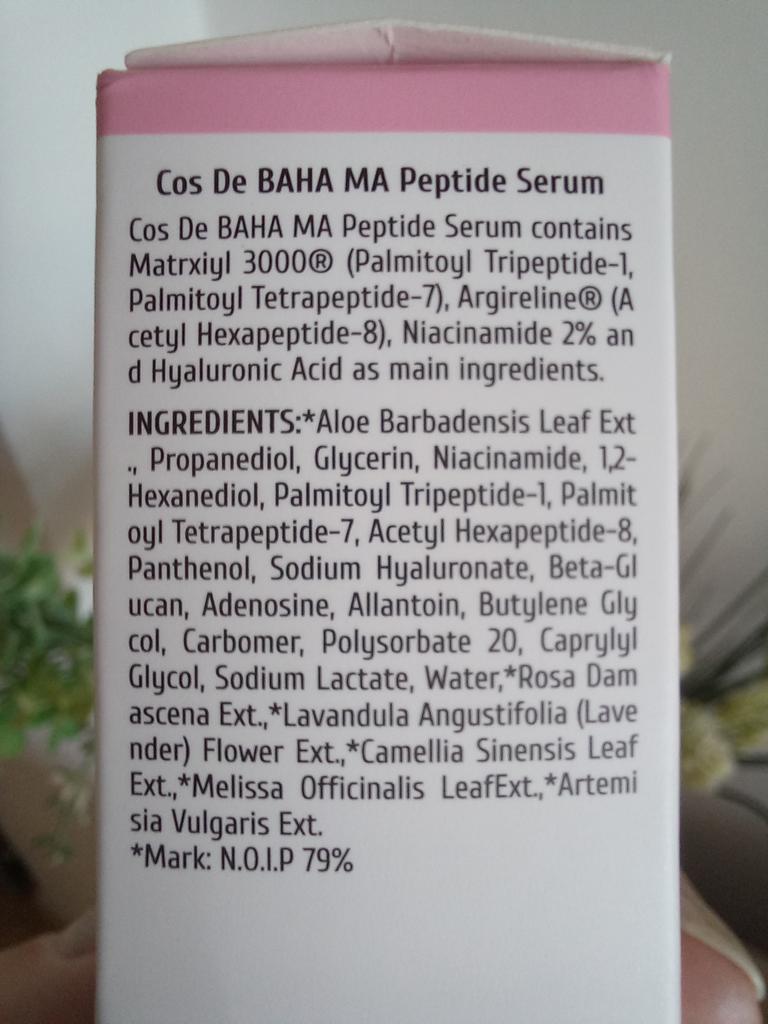 Cos De BAHA MA Peptide Serum
Cos De BAHA MA Peptide Serum contains
Matrxiyl 3000® (Palmitoyl Tripeptide-1,
Palmitoyl Tetrapeptide-7), Argireline® (A
cetyl Hexapeptide-8), Niacinamide 2% an
d Hyaluronic Acid as main ingredients.
INGREDIENTS:*Aloe Barbadensis Leaf Ext
., Propanediol, Glycerin, Niacinamide, 1,2-
Hexanediol, Palmitoyl Tripeptide-1, Palmit
oyl Tetrapeptide-7, Acetyl Hexapeptide-8,
Panthenol, Sodium Hyaluronate, Beta-Gl
ucan, Adenosine, Allantoin, Butylene Gly
col, Carbomer, Polysorbate 20, Caprylyl
Glycol, Sodium Lactate, Water,*Rosa Dam
ascena Ext.,*Lavandula Angustifolia (Lave
nder) Flower Ext.,*Camellia Sinensis Leaf
Ext.,*Melissa Officinalis LeafExt.,*Artemi
sia Vulgaris Ext.
*Mark: N.O.I.P 79%